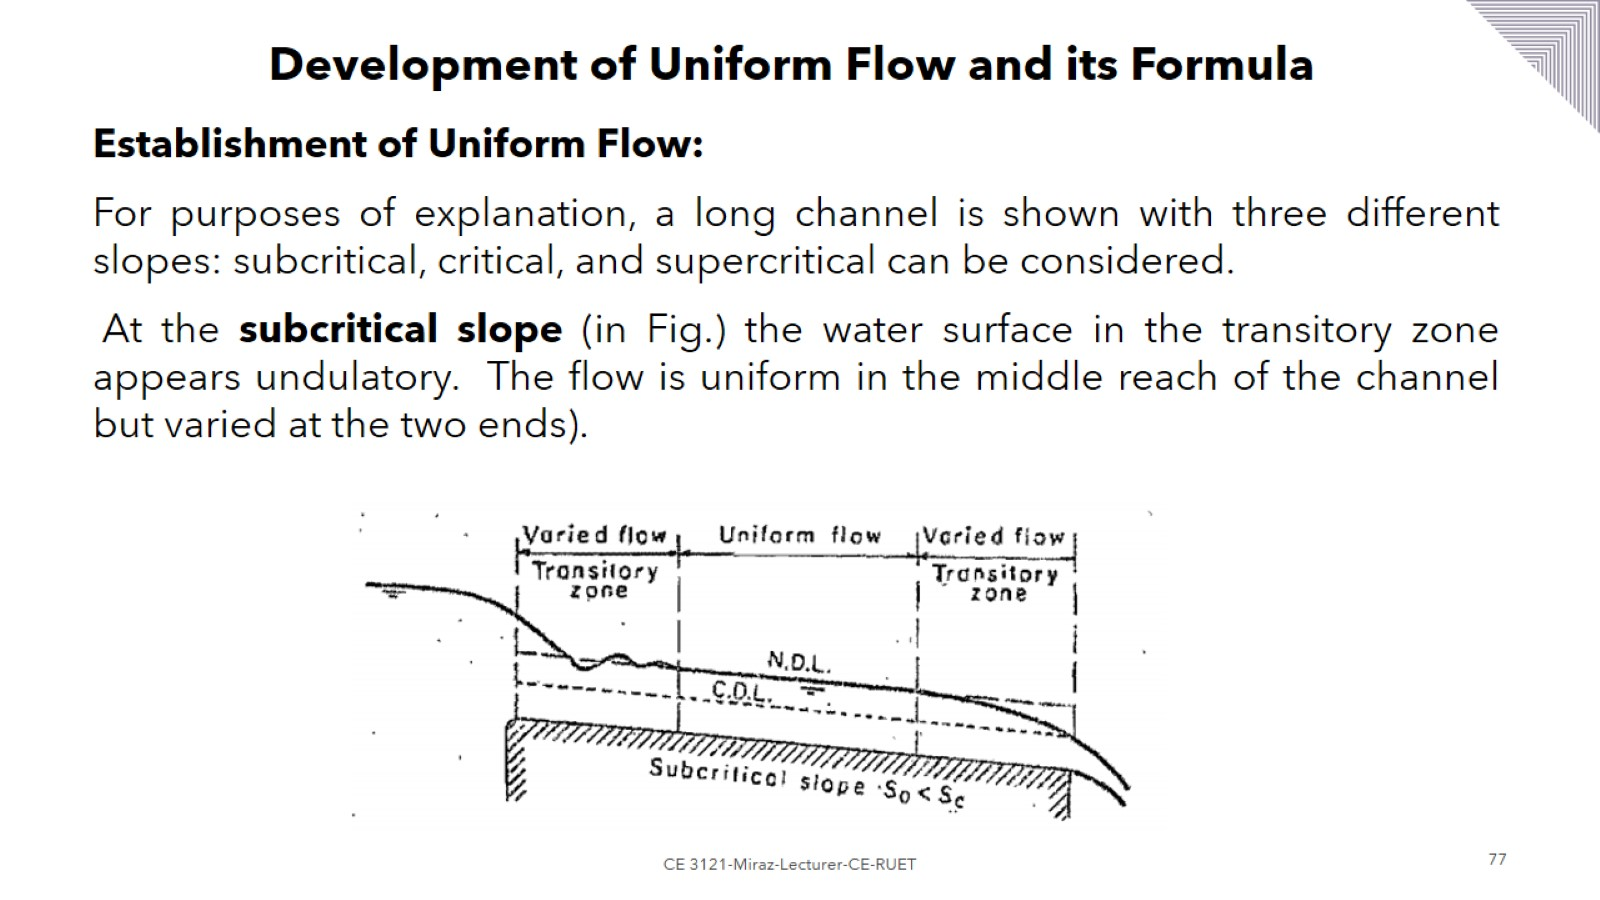 Development of Uniform Flow and its Formula
Establishment of Uniform Flow:
For purposes of explanation, a long channel is shown with three different
slopes: subcritical, critical, and supercritical can be considered.
At the subcritical slope (in Fig.) the water surface in the transitory zone
appears undulatory. The flow is uniform in the middle reach of the channel
but varied at the two ends).
Varied flow Uniform flow Varied flow
Transitory
zone
Transitory
zone
N.D.L.
C.D.L.
Subcritical slope S₀ < Sc
CE 3121-Miraz-Lecturer-CE-RUET
77